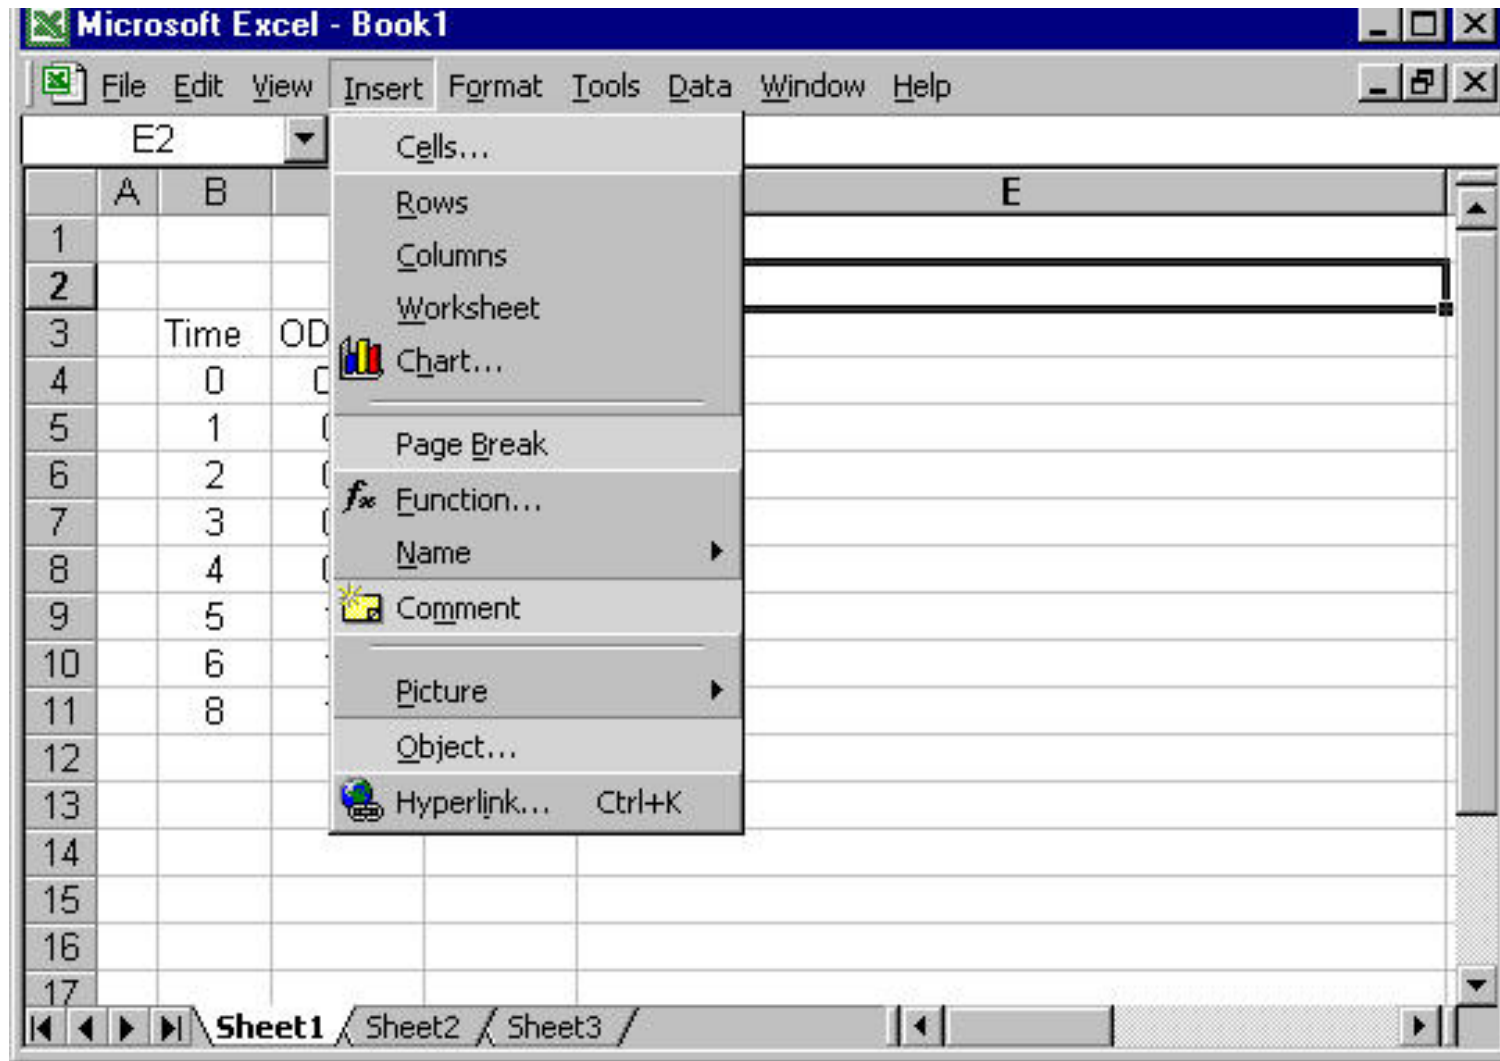 Microsoft Excel - Book1
File Edit View Insert Format Tools Data Window Help
E2
Cells...
A B E
Rows
1
Columns
2
Worksheet
3 Time OD
Chart...
4 0
5 1
Page Break
6 2
Function...
7 3
Name
8 4
Comment
9 5
10 6
Picture
11 8
Object...
12
Hyperlink... Ctrl+K
13
14
15
16
17
Sheet1 Sheet2 Sheet3